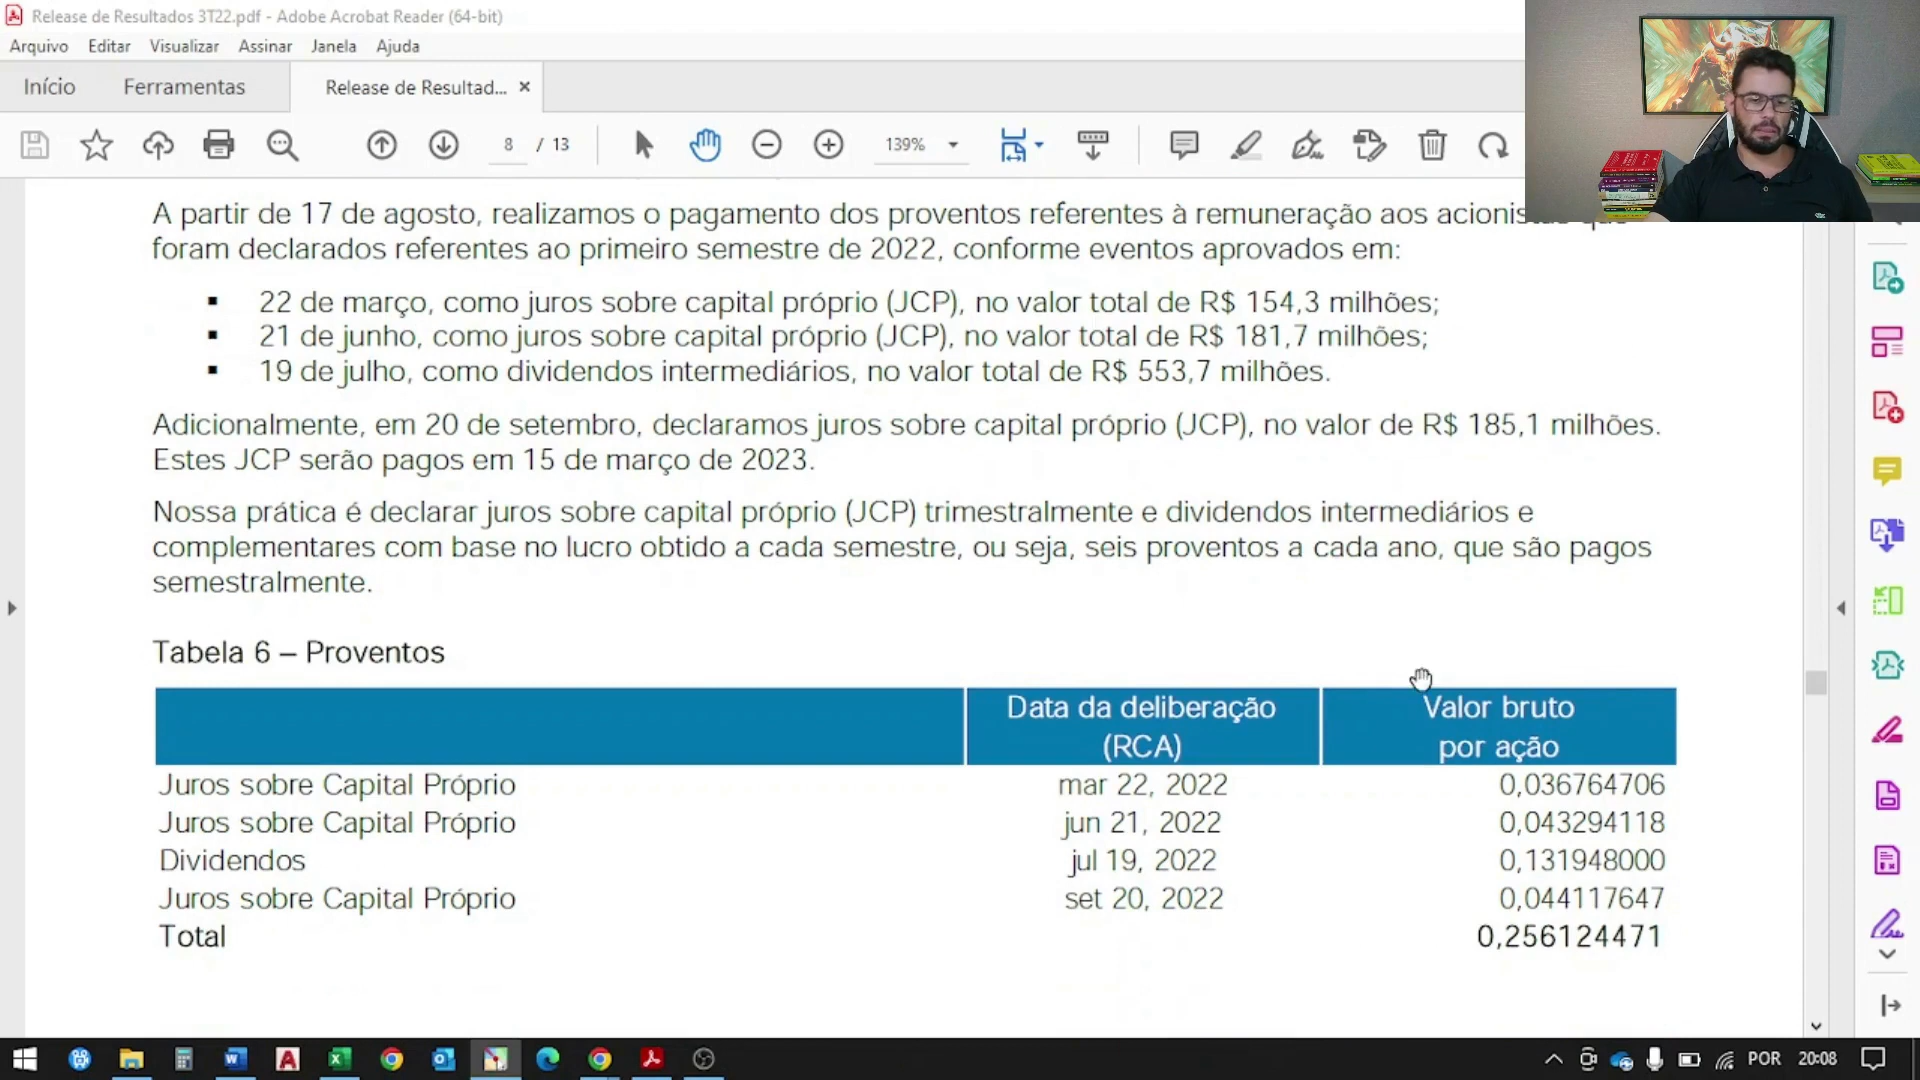 Release de Resultados 3T22.pdf - Adobe Acrobat Reader (64-bit)
Arquivo Editar Visualizar Assinar Janela Ajuda
Início Ferramentas Release de Resultad... ×
8 / 13 139%
A partir de 17 de agosto, realizamos o pagamento dos proventos referentes à remuneração aos
foram declarados referentes ao primeiro semestre de 2022, conforme eventos aprovados em:
▪ 22 de março, como juros sobre capital próprio (JCP), no valor total de R$ 154,3 milhões;
▪ 21 de junho, como juros sobre capital próprio (JCP), no valor total de R$ 181,7 milhões;
▪ 19 de julho, como dividendos intermediários, no valor total de R$ 553,7 milhões.
Adicionalmente, em 20 de setembro, declaramos juros sobre capital próprio (JCP), no valor de R$ 185,1 milhões.
Estes JCP serão pagos em 15 de março de 2023.
Nossa prática é declarar juros sobre capital próprio (JCP) trimestralmente e dividendos intermediários e
complementares com base no lucro obtido a cada semestre, ou seja, seis proventos a cada ano, que são pagos
semestralmente.
Tabela 6 – Proventos
Data da deliberação Valor bruto
(RCA) por ação
Juros sobre Capital Próprio mar 22, 2022 0,036764706
Juros sobre Capital Próprio jun 21, 2022 0,043294118
Dividendos jul 19, 2022 0,131948000
Juros sobre Capital Próprio set 20, 2022 0,044117647
Total 0,256124471
POR 20:08